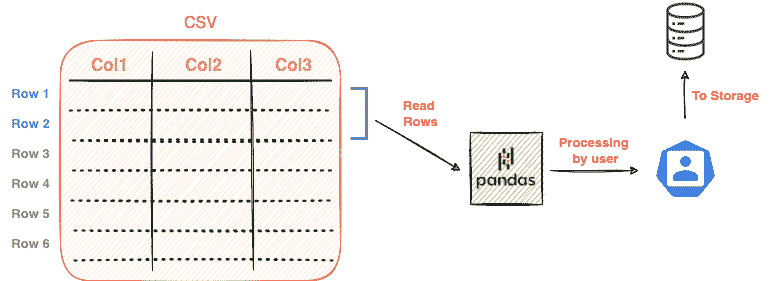 CSV
Col1 Col2 Col3
Row 1
Row 2
Row 3
Row 4
Row 5
Row 6
Read
Rows
pandas
Processing
by user
To Storage